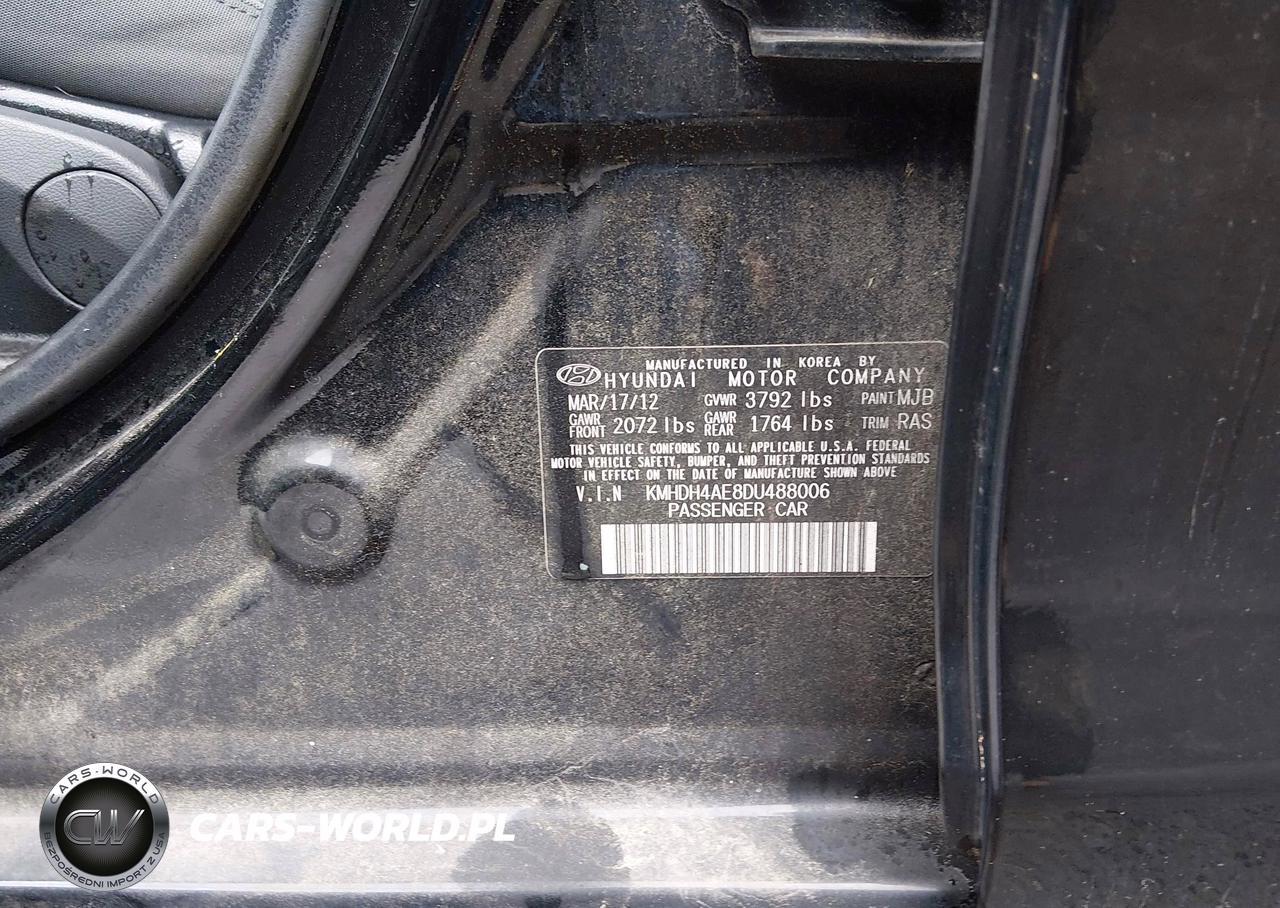 MANUFACTURED IN KOREA BY
HYUNDAI MOTOR COMPANY
MAR/17/12 GVWR 3792 lbs PAINT MJB
GAWR FRONT 2072 lbs GAWR REAR 1764 lbs TRIM RAS
THIS VEHICLE CONFORMS TO ALL APPLICABLE U.S.A. FEDERAL
MOTOR VEHICLE SAFETY, BUMPER, AND THEFT PREVENTION STANDARDS
IN EFFECT ON THE DATE OF MANUFACTURE SHOWN ABOVE
V.I.N KMHDH4AE8DU488006
PASSENGER CAR
CARS-WORLD
CW
BEZPOŚREDNI IMPORT Z USA
CARS-WORLD.PL